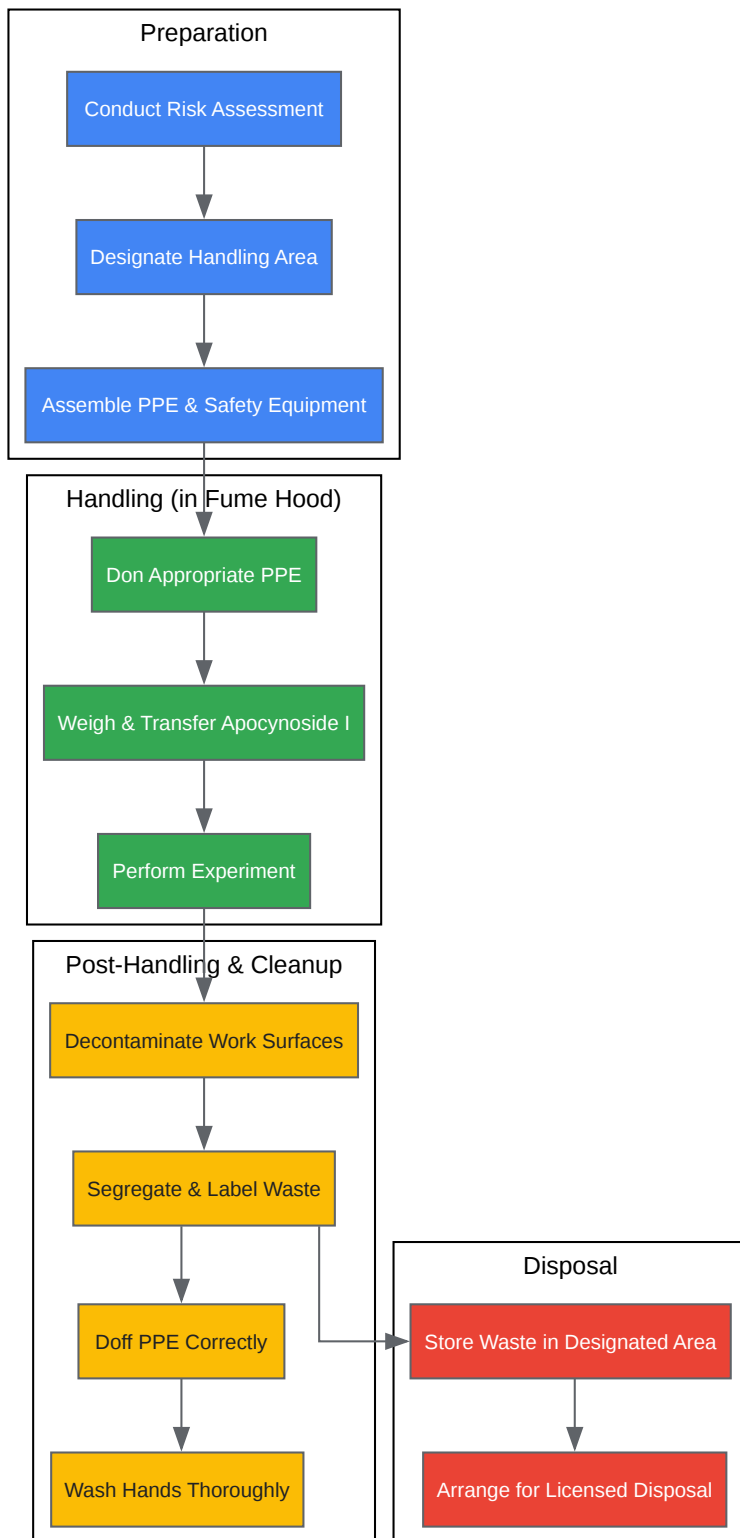 Preparation
Conduct Risk Assessment
Designate Handling Area
Assemble PPE & Safety Equipment
Handling (in Fume Hood)
Don Appropriate PPE
Weigh & Transfer Apocynoside I
Perform Experiment
Post-Handling & Cleanup
Decontaminate Work Surfaces
Segregate & Label Waste
Doff PPE Correctly
Wash Hands Thoroughly
Disposal
Store Waste in Designated Area
Arrange for Licensed Disposal